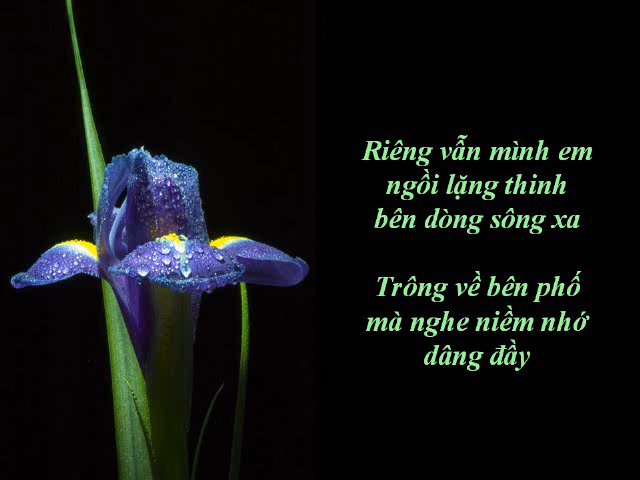 Riêng vẫn mình em
ngồi lặng thinh
bên dòng sông xa
Trông về bên phố
mà nghe niềm nhớ
dâng đầy